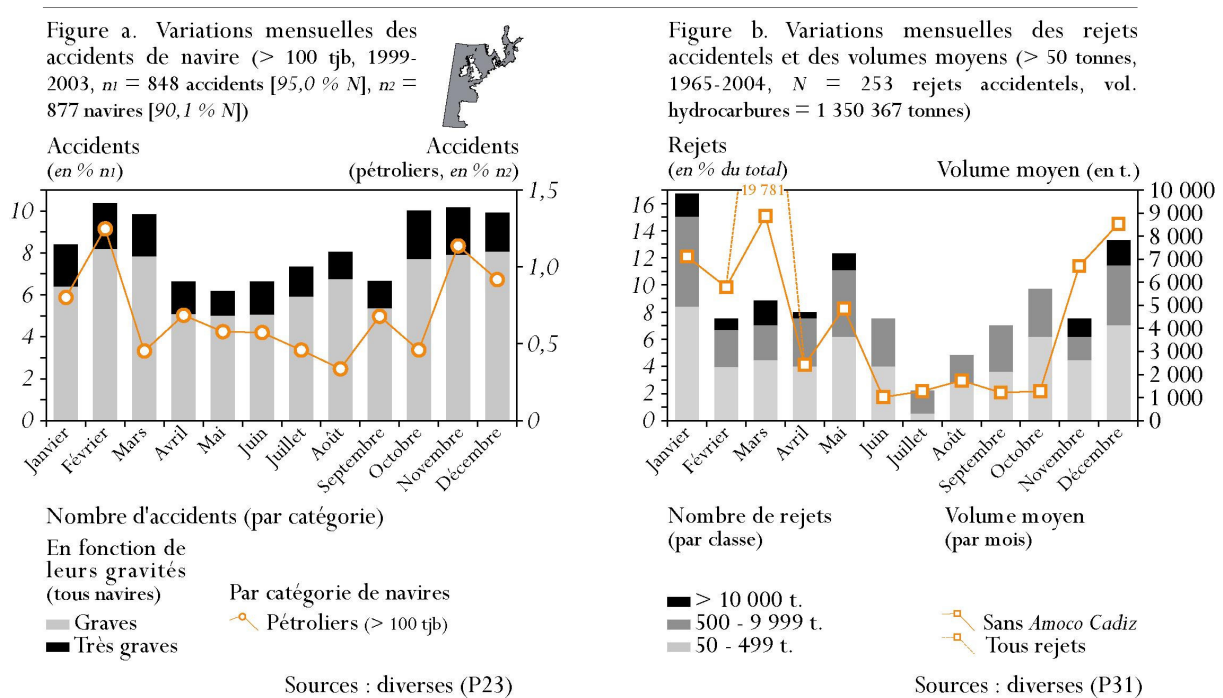 Figure a. Variations mensuelles des
accidents de navire (> 100 tjb, 1999-
2003, n1 = 848 accidents [95,0 % N], n2 =
877 navires [90,1 % N])
Accidents
(en % n1)
Accidents
(pétroliers, en % n2)
10
8
6
4
2
0
1,5
1,0
0,5
0
Janvier
Février
Mars
Avril
Mai
Juin
Juillet
Août
Septembre
Octobre
Novembre
Décembre
Nombre d'accidents (par catégorie)
En fonction de
leurs gravités
(tous navires)
Graves
Très graves
Par catégorie de navires
Pétroliers (> 100 tjb)
Sources : diverses (P23)
Figure b. Variations mensuelles des rejets
accidentels et des volumes moyens (> 50 tonnes,
1965-2004, N = 253 rejets accidentels, vol.
hydrocarbures = 1 350 367 tonnes)
Rejets
(en % du total)
Volume moyen (en t.)
19 781
16
14
12
10
8
6
4
2
0
10 000
9 000
8 000
7 000
6 000
5 000
4 000
3 000
2 000
1 000
0
Janvier
Février
Mars
Avril
Mai
Juin
Juillet
Août
Septembre
Octobre
Novembre
Décembre
Nombre de rejets
(par classe)
> 10 000 t.
500 - 9 999 t.
50 - 499 t.
Volume moyen
(par mois)
Sans Amoco Cadiz
Tous rejets
Sources : diverses (P31)